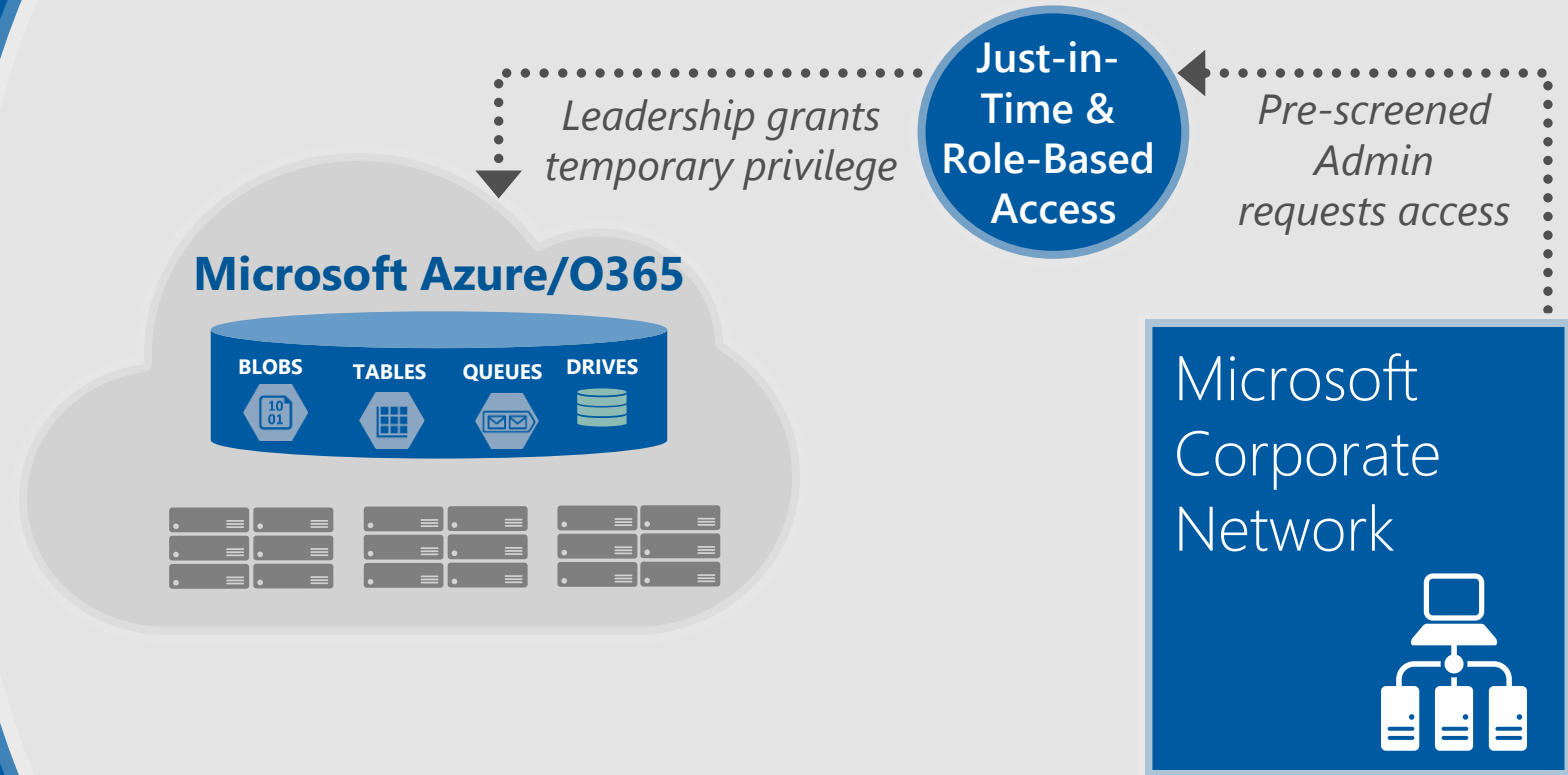 Just-in-
Time &
Role-Based
Access
Leadership grants
temporary privilege
Pre-screened
Admin
requests access
Microsoft Azure/O365
BLOBS
TABLES
QUEUES
DRIVES
10
01
Microsoft
Corporate
Network